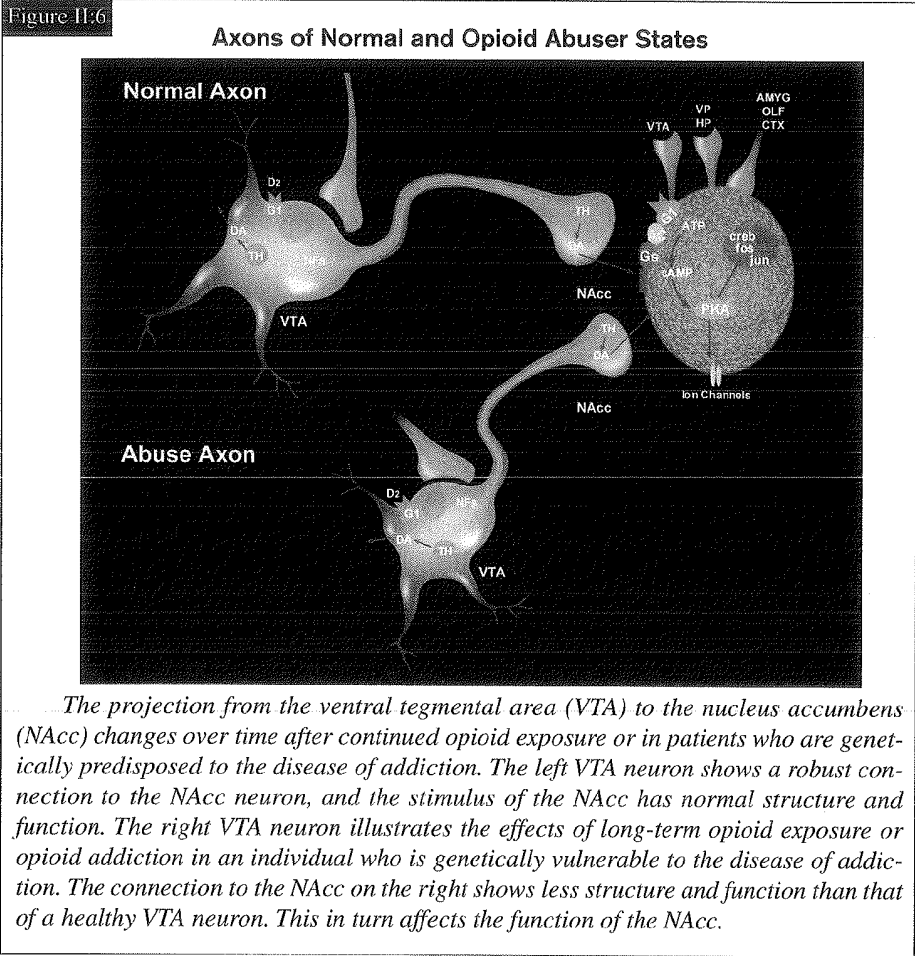 Figure II:6
Axons of Normal and Opioid Abuser States
Normal Axon
AMYG
OLF
CTX
VP
HP
VTA
D2
G1
DA
TH
NFs
VTA
TH
DA
NAcc
Gi
ATP
Gs
cAMP
creb
fos
jun
PKA
Ion Channels
TH
DA
NAcc
Abuse Axon
D2
G1
NFs
DA
TH
VTA
The projection from the ventral tegmental area (VTA) to the nucleus accumbens
(NAcc) changes over time after continued opioid exposure or in patients who are genet-
ically predisposed to the disease of addiction. The left VTA neuron shows a robust con-
nection to the NAcc neuron, and the stimulus of the NAcc has normal structure and
function. The right VTA neuron illustrates the effects of long-term opioid exposure or
opioid addiction in an individual who is genetically vulnerable to the disease of addic-
tion. The connection to the NAcc on the right shows less structure and function than that
of a healthy VTA neuron. This in turn affects the function of the NAcc.